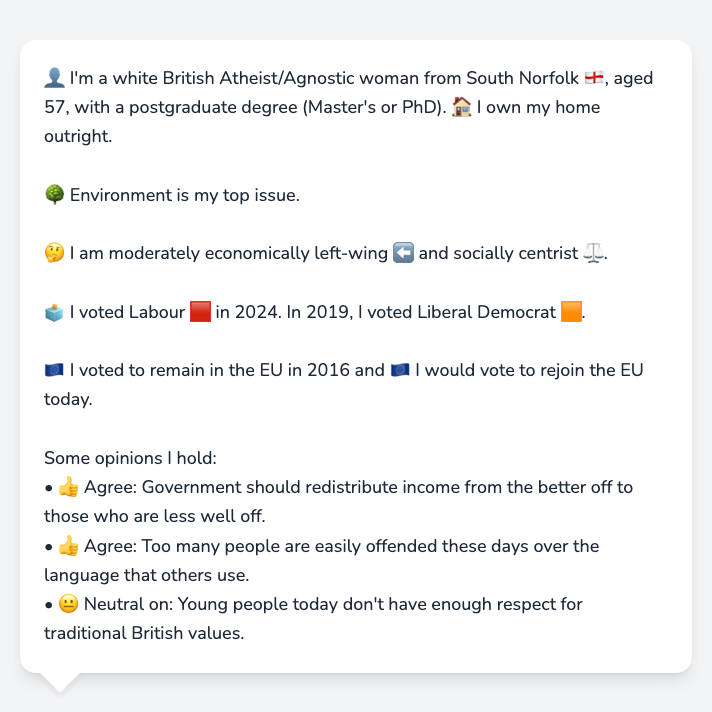 👤 I'm a white British Atheist/Agnostic woman from South Norfolk 🏴󠁧󠁢󠁥󠁮󠁧󠁿, aged
57, with a postgraduate degree (Master's or PhD). 🏠 I own my home
outright.
🌳 Environment is my top issue.
🤔 I am moderately economically left-wing ⬅️ and socially centrist ⚖️.
🗳️ I voted Labour 🟥 in 2024. In 2019, I voted Liberal Democrat 🟧.
🇪🇺 I voted to remain in the EU in 2016 and 🇪🇺 I would vote to rejoin the EU
today.
Some opinions I hold:
• 👍 Agree: Government should redistribute income from the better off to
those who are less well off.
• 👍 Agree: Too many people are easily offended these days over the
language that others use.
• 😐 Neutral on: Young people today don't have enough respect for
traditional British values.